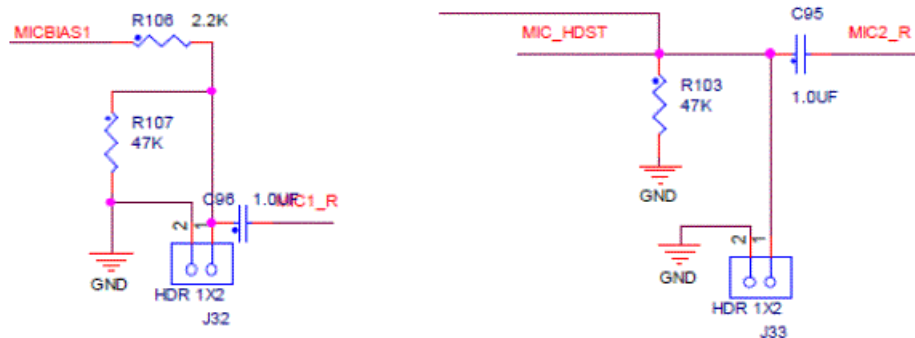 R106 2.2K
MICBIAS1
R107
47K
C96 1.0UF
MIC1_R
GND
2 1
HDR 1X2
J32
C95
MIC_HDST
MIC2_R
R103
47K
1.0UF
GND
GND
2 1
HDR 1X2
J33